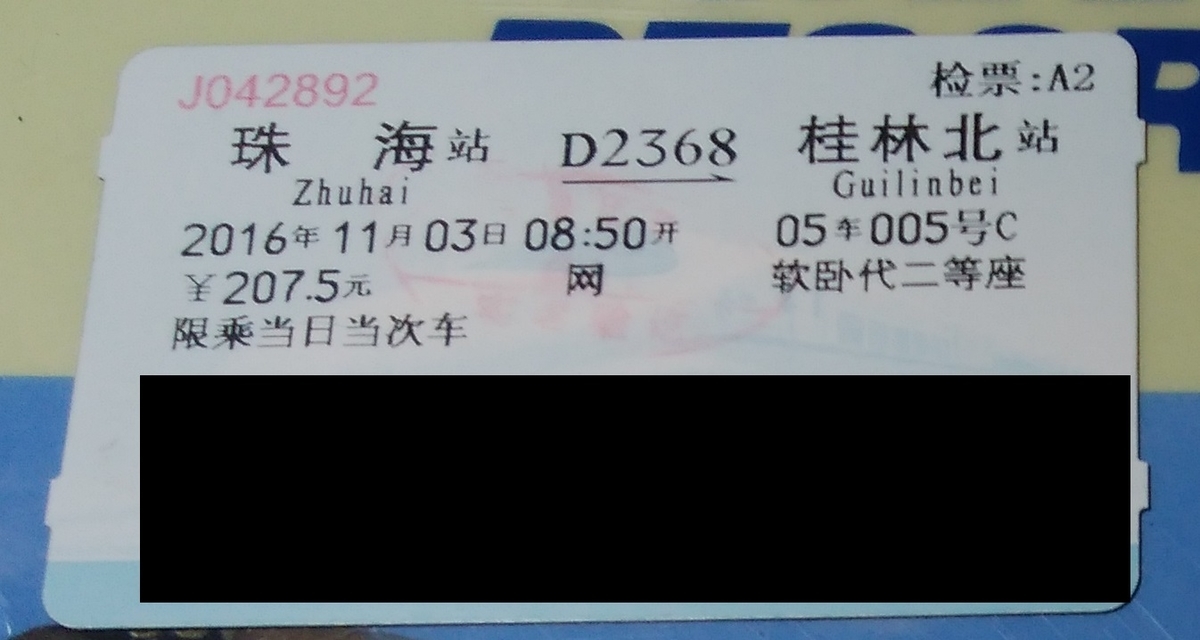 J042892
检票:A2
珠 海站 D2368 桂林北站
Zhuhai Guilinbei
2016年11月03日 08:50开 05车005号C
￥207.5元 网 软卧代二等座
限乘当日当次车